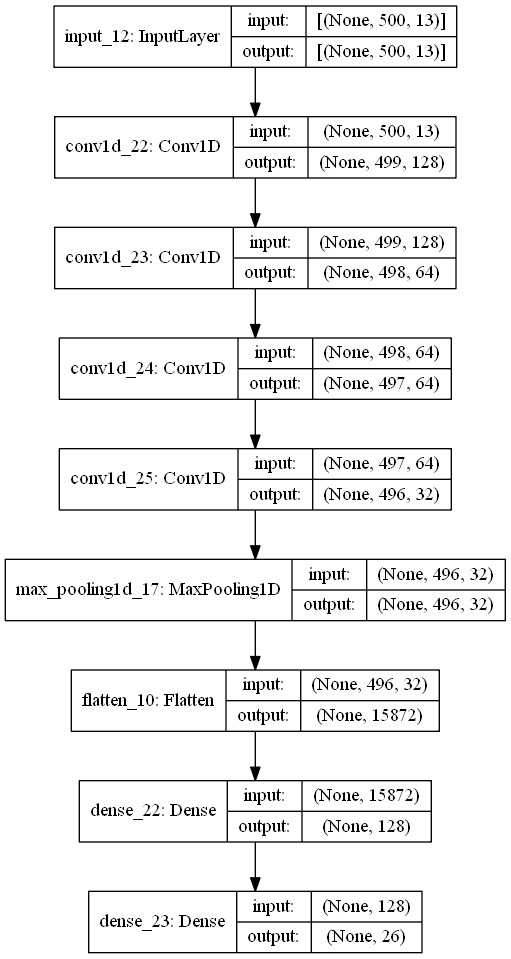 input_12: InputLayer
input: [(None, 500, 13)]
output: [(None, 500, 13)]
conv1d_22: Conv1D
input: (None, 500, 13)
output: (None, 499, 128)
conv1d_23: Conv1D
input: (None, 499, 128)
output: (None, 498, 64)
conv1d_24: Conv1D
input: (None, 498, 64)
output: (None, 497, 64)
conv1d_25: Conv1D
input: (None, 497, 64)
output: (None, 496, 32)
max_pooling1d_17: MaxPooling1D
input: (None, 496, 32)
output: (None, 496, 32)
flatten_10: Flatten
input: (None, 496, 32)
output: (None, 15872)
dense_22: Dense
input: (None, 15872)
output: (None, 128)
dense_23: Dense
input: (None, 128)
output: (None, 26)